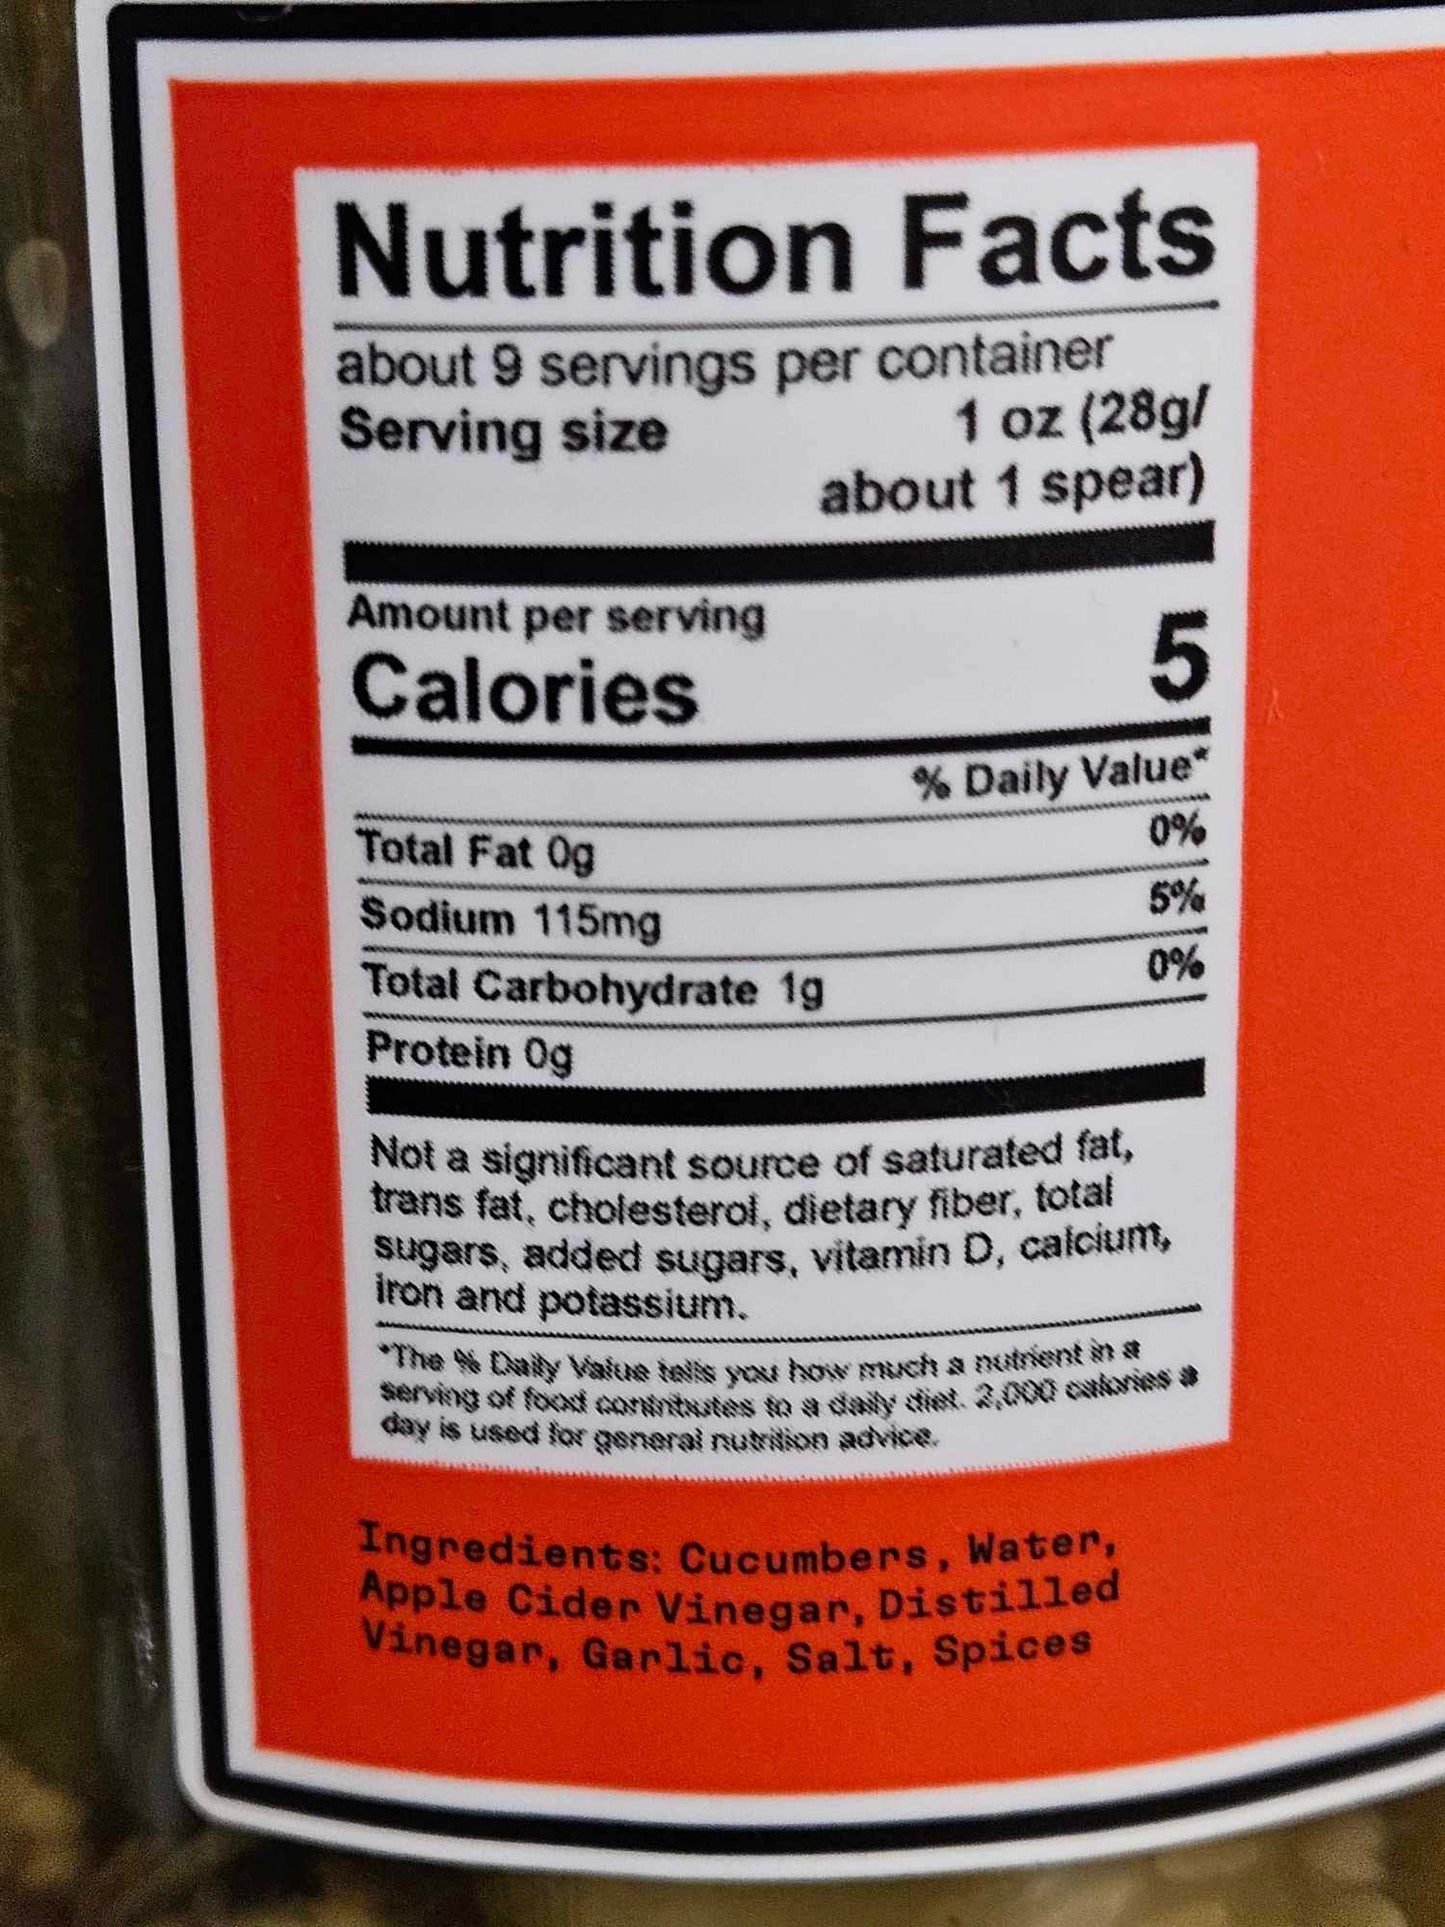 Nutrition Facts
about 9 servings per container
Serving size 1 oz (28g/
about 1 spear)
Amount per serving
Calories 5
% Daily Value*
Total Fat 0g 0%
Sodium 115mg 5%
Total Carbohydrate 1g 0%
Protein 0g
Not a significant source of saturated fat,
trans fat, cholesterol, dietary fiber, total
sugars, added sugars, vitamin D, calcium,
iron and potassium.
*The % Daily Value tells you how much a nutrient in a
serving of food contributes to a daily diet. 2,000 calories a
day is used for general nutrition advice.
Ingredients: Cucumbers, Water,
Apple Cider Vinegar, Distilled
Vinegar, Garlic, Salt, Spices